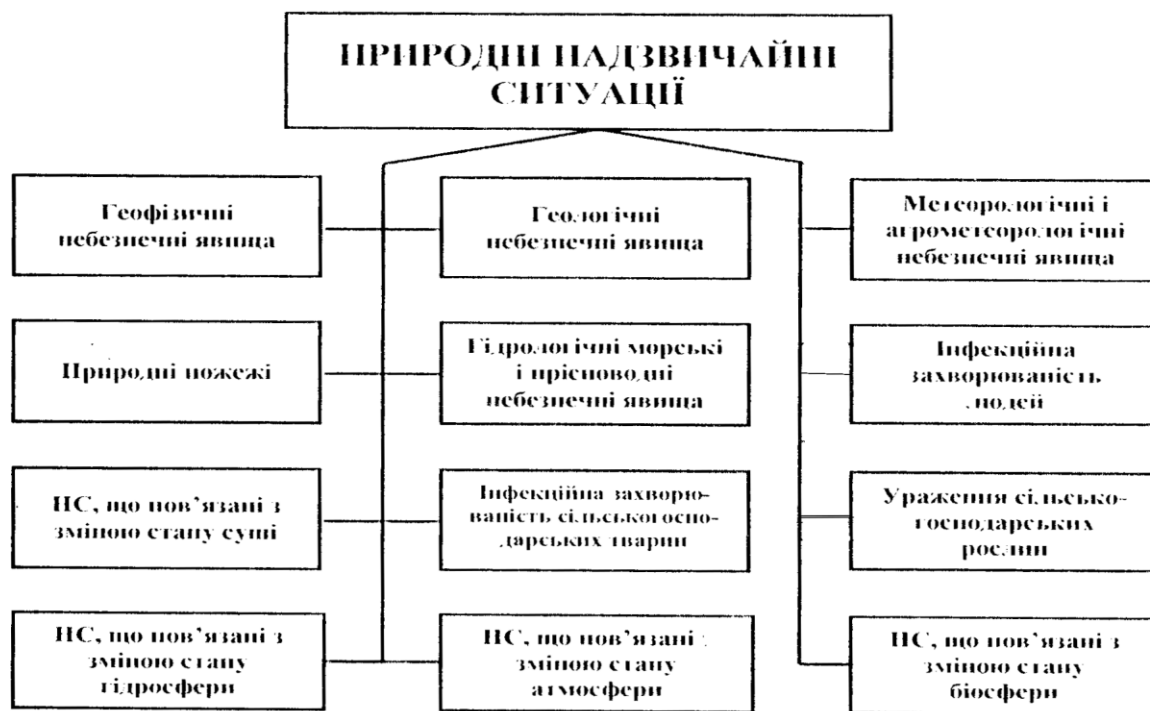 ПРИРОДНІ НАДЗВИЧАЙНІ
СИТУАЦІЇ
Геофізичні
небезпечні явища
Геологічні
небезпечні явища
Метеорологічні і
агрометеорологічні
небезпечні явища
Природні пожежі
Гідрологічні морські
і прісноводні
небезпечні явища
Інфекційна
захворюваність
людей
НС, що пов’язані з
зміною стану суші
Інфекційна захворю-
ваність сільськогоспо-
дарських тварин
Ураження сільсько-
господарських
рослин
НС, що пов’язані з
зміною стану
гідросфери
НС, що пов’язані з
зміною стану
атмосфери
НС, що пов’язані з
зміною стану
біосфери